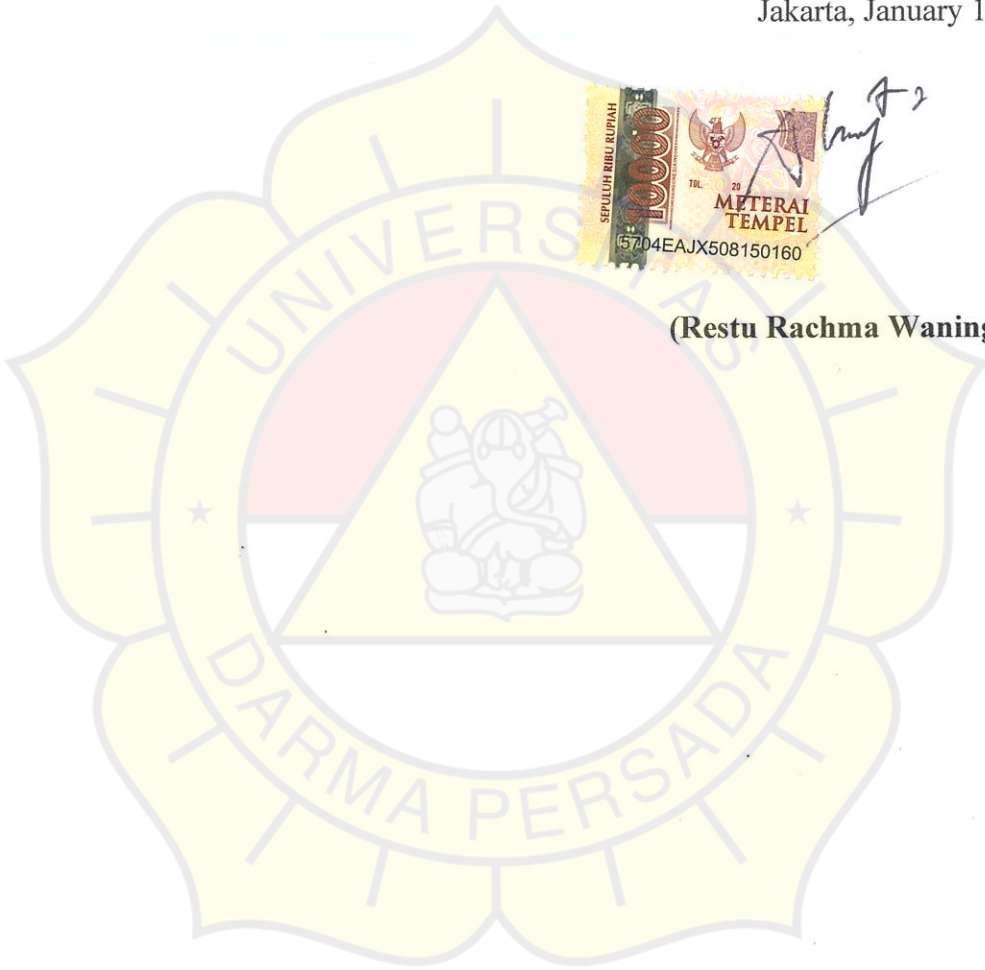 Jakarta, January 1
SEPULUH RIBU RUPIAH
10000
TGL. 20
METERAI
TEMPEL
5704EAJX508150160
(Restu Rachma Waning
UNIVERSITAS
DARMA PERSADA